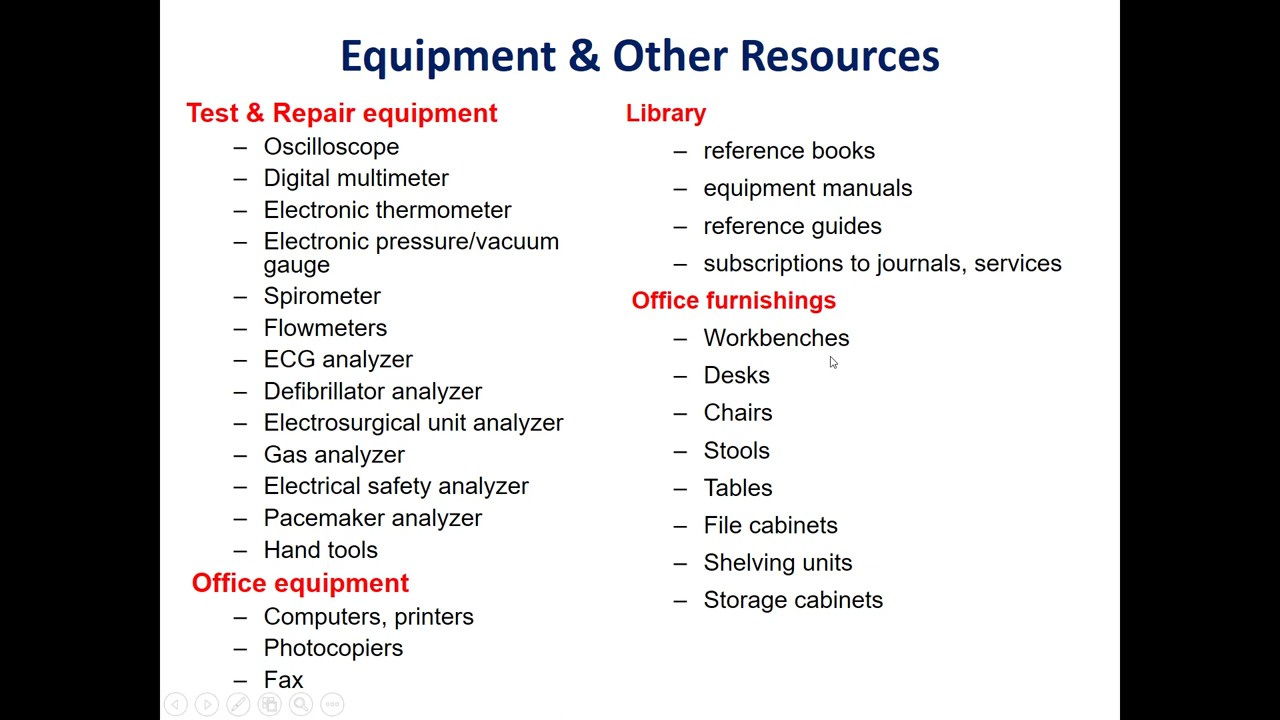 Equipment & Other Resources
Test & Repair equipment
– Oscilloscope
– Digital multimeter
– Electronic thermometer
– Electronic pressure/vacuum
gauge
– Spirometer
– Flowmeters
– ECG analyzer
– Defibrillator analyzer
– Electrosurgical unit analyzer
– Gas analyzer
– Electrical safety analyzer
– Pacemaker analyzer
– Hand tools
Office equipment
– Computers, printers
– Photocopiers
– Fax
Library
– reference books
– equipment manuals
– reference guides
– subscriptions to journals, services
Office furnishings
– Workbenches
– Desks
– Chairs
– Stools
– Tables
– File cabinets
– Shelving units
– Storage cabinets